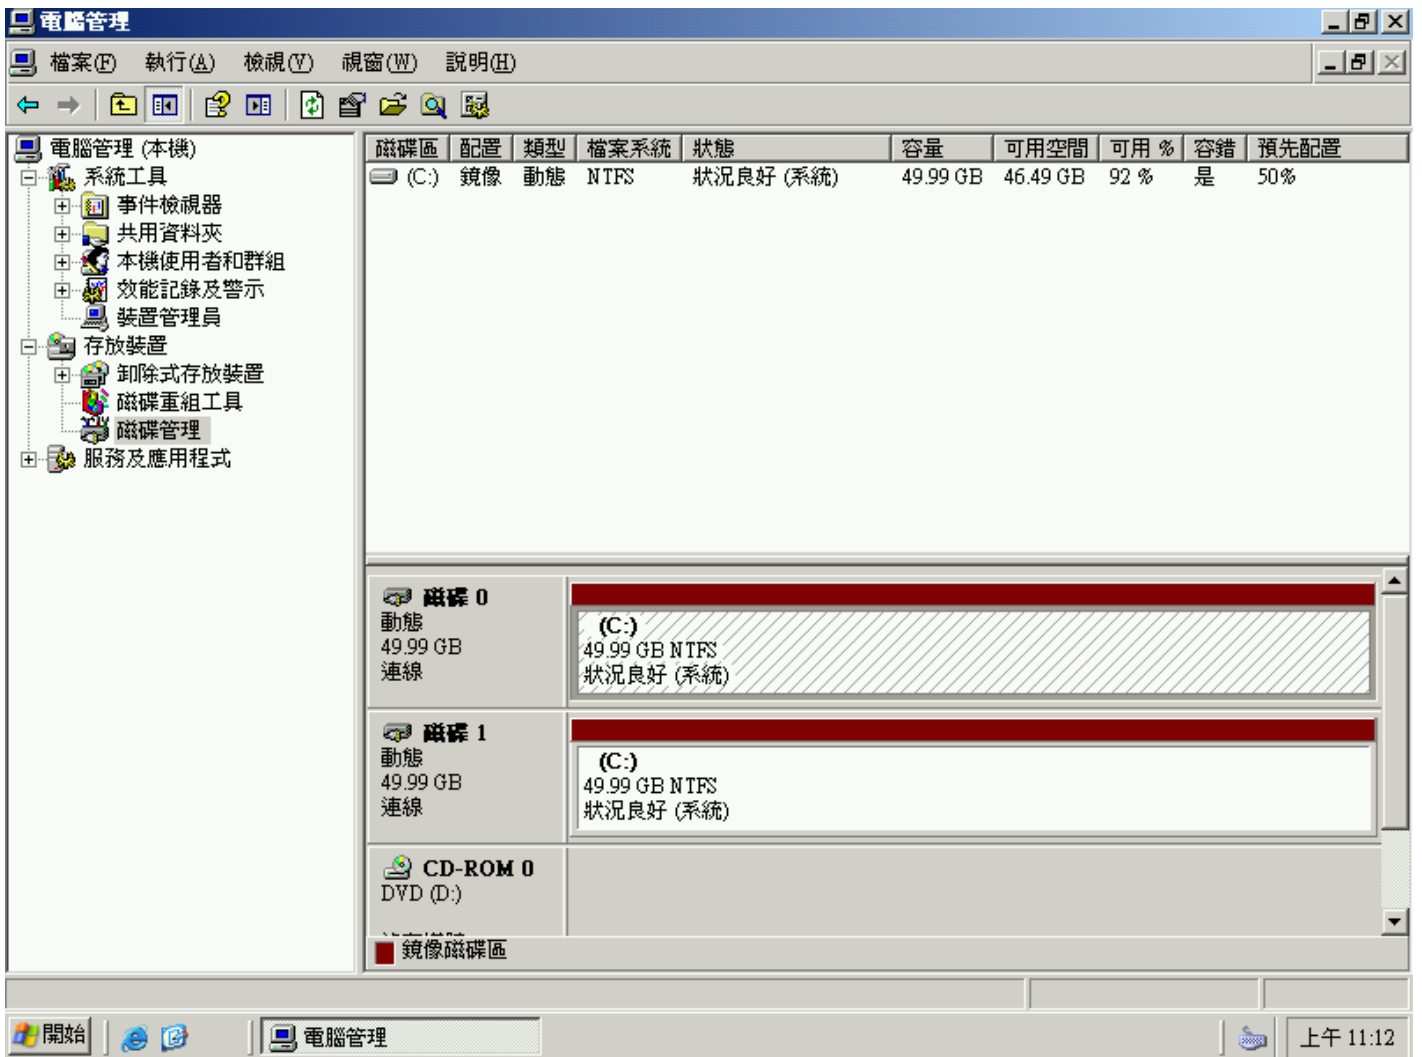 電腦管理
檔案(F) 執行(A) 檢視(V) 視窗(W) 說明(H)
電腦管理 (本機)
系統工具
事件檢視器
共用資料夾
本機使用者和群組
效能記錄及警示
裝置管理員
存放裝置
卸除式存放裝置
磁碟重組工具
磁碟管理
服務及應用程式
磁碟區 配置 類型 檔案系統 狀態 容量 可用空間 可用 % 容錯 預先配置
(C:) 鏡像 動態 NTFS 狀況良好 (系統) 49.99 GB 46.49 GB 92 % 是 50%
磁碟 0
動態
49.99 GB
連線
(C:)
49.99 GB NTFS
狀況良好 (系統)
磁碟 1
動態
49.99 GB
連線
(C:)
49.99 GB NTFS
狀況良好 (系統)
CD-ROM 0
DVD (D:)
鏡像磁碟區
開始 電腦管理 上午 11:12